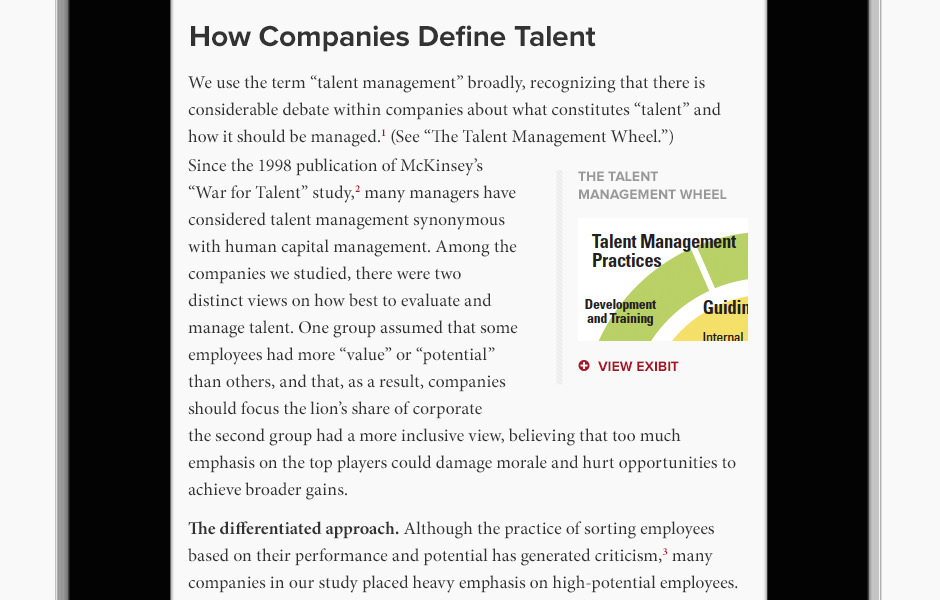 How Companies Define Talent
We use the term “talent management” broadly, recognizing that there is
considerable debate within companies about what constitutes “talent” and
how it should be managed.¹ (See “The Talent Management Wheel.”)
Since the 1998 publication of McKinsey’s
“War for Talent” study,² many managers have
considered talent management synonymous
with human capital management. Among the
companies we studied, there were two
distinct views on how best to evaluate and
manage talent. One group assumed that some
employees had more “value” or “potential”
than others, and that, as a result, companies
should focus the lion’s share of corporate
the second group had a more inclusive view, believing that too much
emphasis on the top players could damage morale and hurt opportunities to
achieve broader gains.
THE TALENT
MANAGEMENT WHEEL
Talent Management
Practices
Development
and Training
Guidin
Internal
VIEW EXIBIT
The differentiated approach. Although the practice of sorting employees
based on their performance and potential has generated criticism,³ many
companies in our study placed heavy emphasis on high-potential employees.